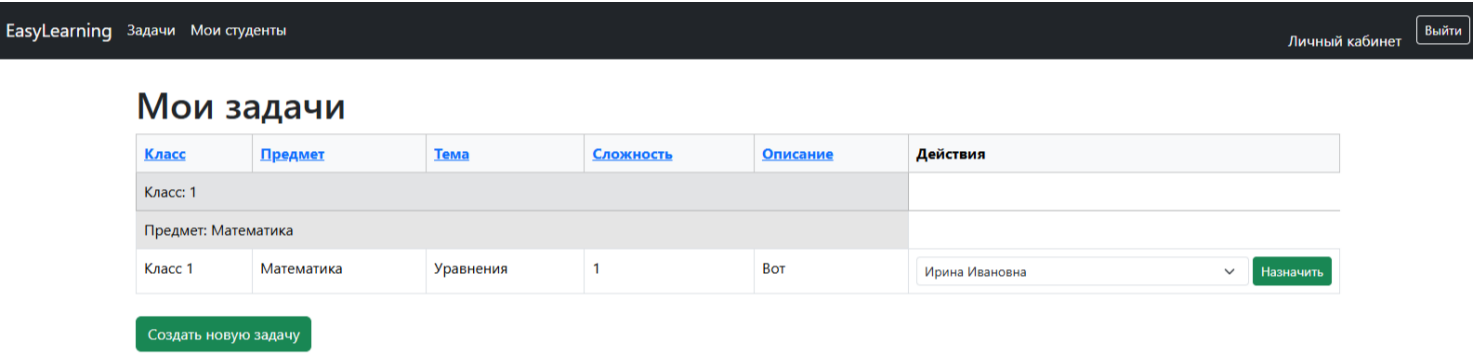 EasyLearning Задачи Мои студенты Личный кабинет Выйти
Мои задачи
Класс Предмет Тема Сложность Описание Действия
Класс: 1
Предмет: Математика
Класс 1 Математика Уравнения 1 Вот Ирина Ивановна Назначить
Создать новую задачу